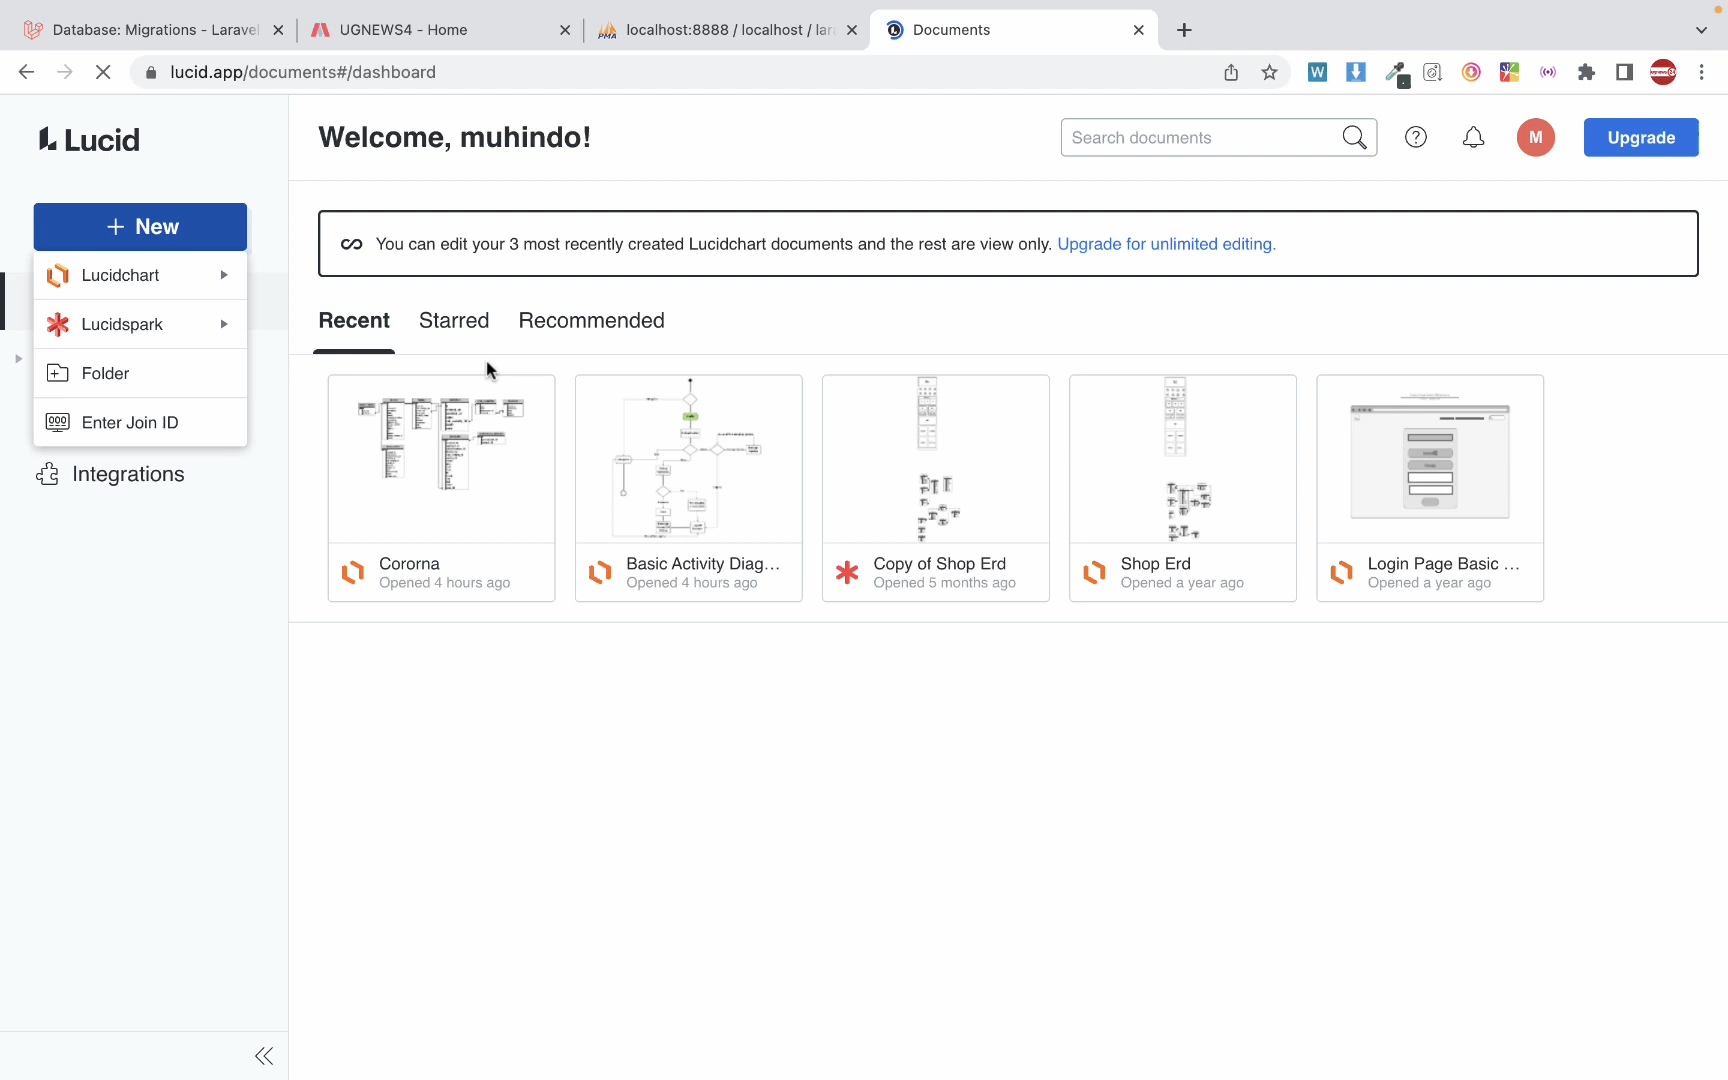 Database: Migrations - Laravel
UGNEWS4 - Home
localhost:8888 / localhost / lar
Documents
lucid.app/documents#/dashboard
Lucid
Welcome, muhindo!
Search documents
M
Upgrade
+ New
Lucidchart
Lucidspark
Folder
Enter Join ID
Integrations
You can edit your 3 most recently created Lucidchart documents and the rest are view only. Upgrade for unlimited editing.
Recent
Starred
Recommended
Cororna
Opened 4 hours ago
Basic Activity Diag...
Opened 4 hours ago
Copy of Shop Erd
Opened 5 months ago
Shop Erd
Opened a year ago
Login Page Basic ...
Opened a year ago